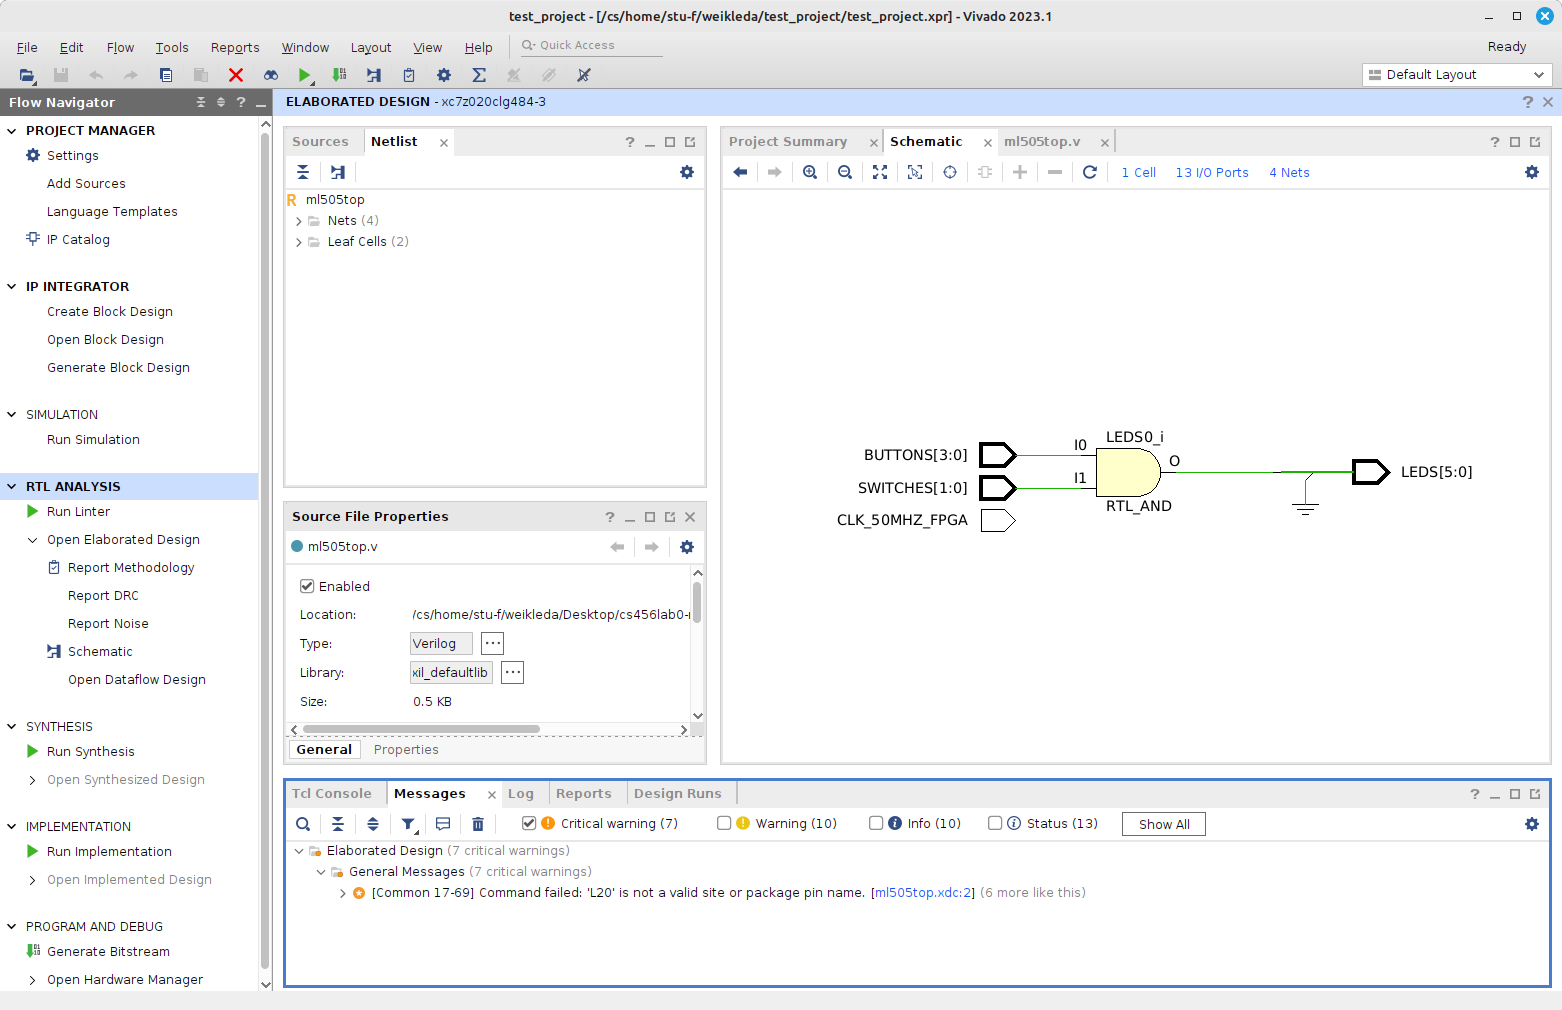 test_project - [/cs/home/stu-f/weikleda/test_project/test_project.xpr] - Vivado 2023.1
File Edit Flow Tools Reports Window Layout View Help Quick Access Ready
Default Layout
Flow Navigator
PROJECT MANAGER
Settings
Add Sources
Language Templates
IP Catalog
IP INTEGRATOR
Create Block Design
Open Block Design
Generate Block Design
SIMULATION
Run Simulation
RTL ANALYSIS
Run Linter
Open Elaborated Design
Report Methodology
Report DRC
Report Noise
Schematic
Open Dataflow Design
SYNTHESIS
Run Synthesis
Open Synthesized Design
IMPLEMENTATION
Run Implementation
Open Implemented Design
PROGRAM AND DEBUG
Generate Bitstream
Open Hardware Manager
ELABORATED DESIGN - xc7z020clg484-3
Sources Netlist
R ml505top
Nets (4)
Leaf Cells (2)
Source File Properties
ml505top.v
Enabled
Location: /cs/home/stu-f/weikleda/Desktop/cs456lab0-
Type: Verilog
Library: xil_defaultlib
Size: 0.5 KB
General Properties
Project Summary Schematic ml505top.v
1 Cell 13 I/O Ports 4 Nets
LEDS0_i
BUTTONS[3:0] I0
O
SWITCHES[1:0] I1
LEDS[5:0]
RTL_AND
CLK_50MHZ_FPGA
Tcl Console Messages Log Reports Design Runs
Critical warning (7) Warning (10) Info (10) Status (13) Show All
Elaborated Design (7 critical warnings)
General Messages (7 critical warnings)
[Common 17-69] Command failed: 'L20' is not a valid site or package pin name. [ml505top.xdc:2] (6 more like this)